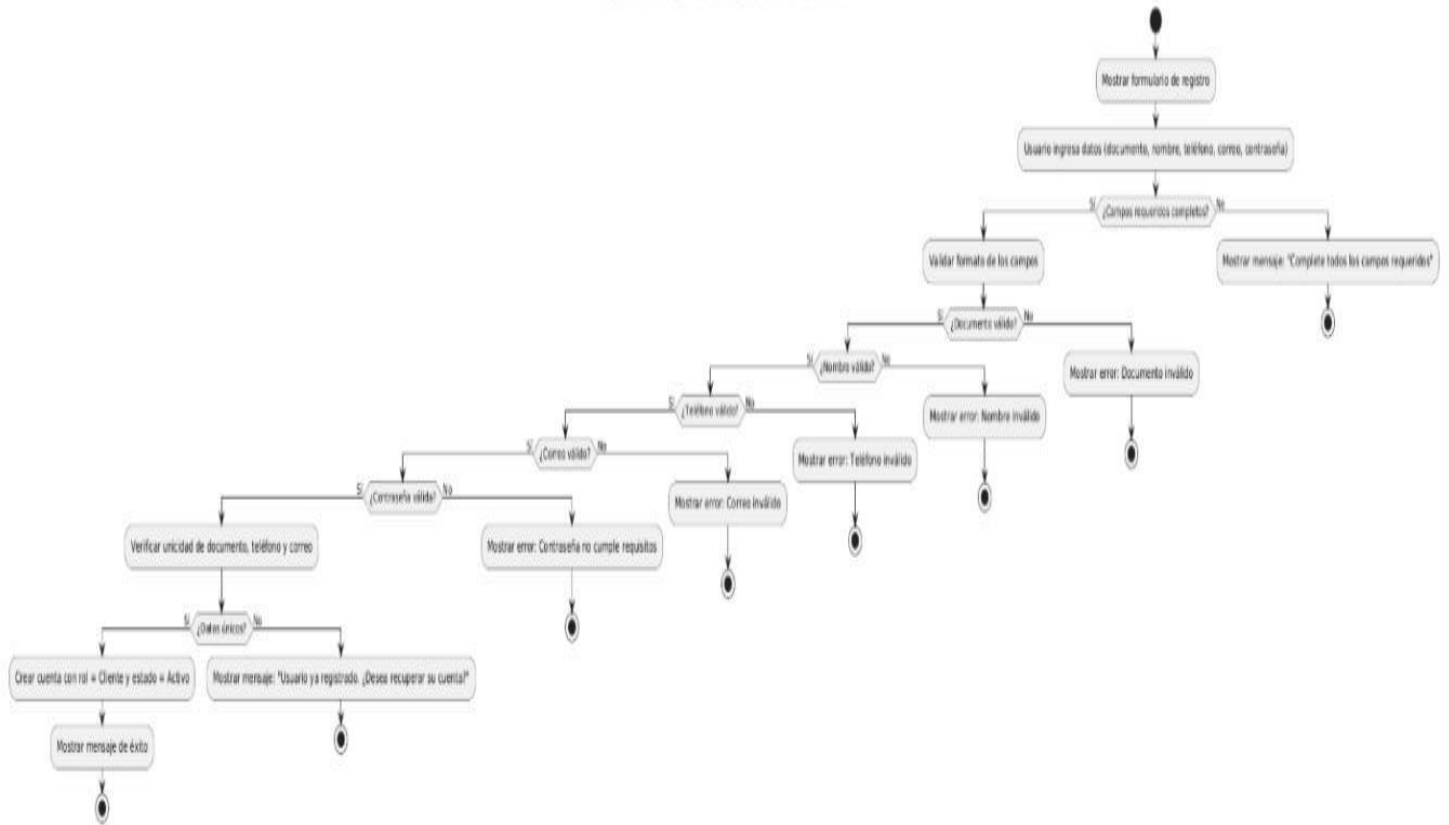 Mostrar formulario de registro
Usuario ingresa datos (documento, nombre, teléfono, correo, contraseña)
Sí
¿Campos requeridos completos?
No
Validar formato de los campos
Mostrar mensaje: "Complete todos los campos requeridos"
Sí
¿Documento válido?
No
Sí
¿Nombre válido?
No
Mostrar error: Documento inválido
Sí
¿Teléfono válido?
No
Mostrar error: Nombre inválido
Sí
¿Correo válido?
No
Mostrar error: Teléfono inválido
Sí
¿Contraseña válida?
No
Mostrar error: Correo inválido
Verificar unicidad de documento, teléfono y correo
Mostrar error: Contraseña no cumple requisitos
Sí
¿Datos únicos?
No
Crear cuenta con rol = Cliente y estado = Activo
Mostrar mensaje: "Usuario ya registrado. ¿Desea recuperar su cuenta?"
Mostrar mensaje de éxito